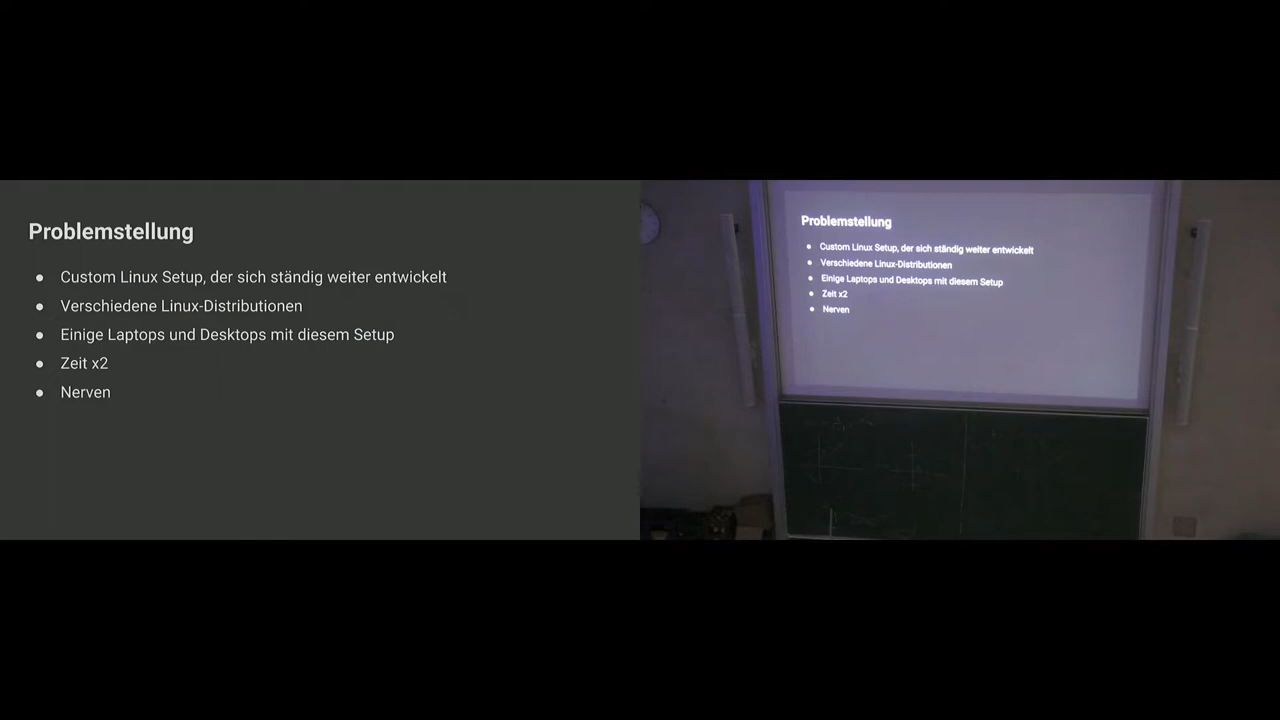 Problemstellung
● Custom Linux Setup, der sich ständig weiter entwickelt
● Verschiedene Linux-Distributionen
● Einige Laptops und Desktops mit diesem Setup
● Zeit x2
● Nerven
Problemstellung
● Custom Linux Setup, der sich ständig weiter entwickelt
● Verschiedene Linux-Distributionen
● Einige Laptops und Desktops mit diesem Setup
● Zeit x2
● Nerven